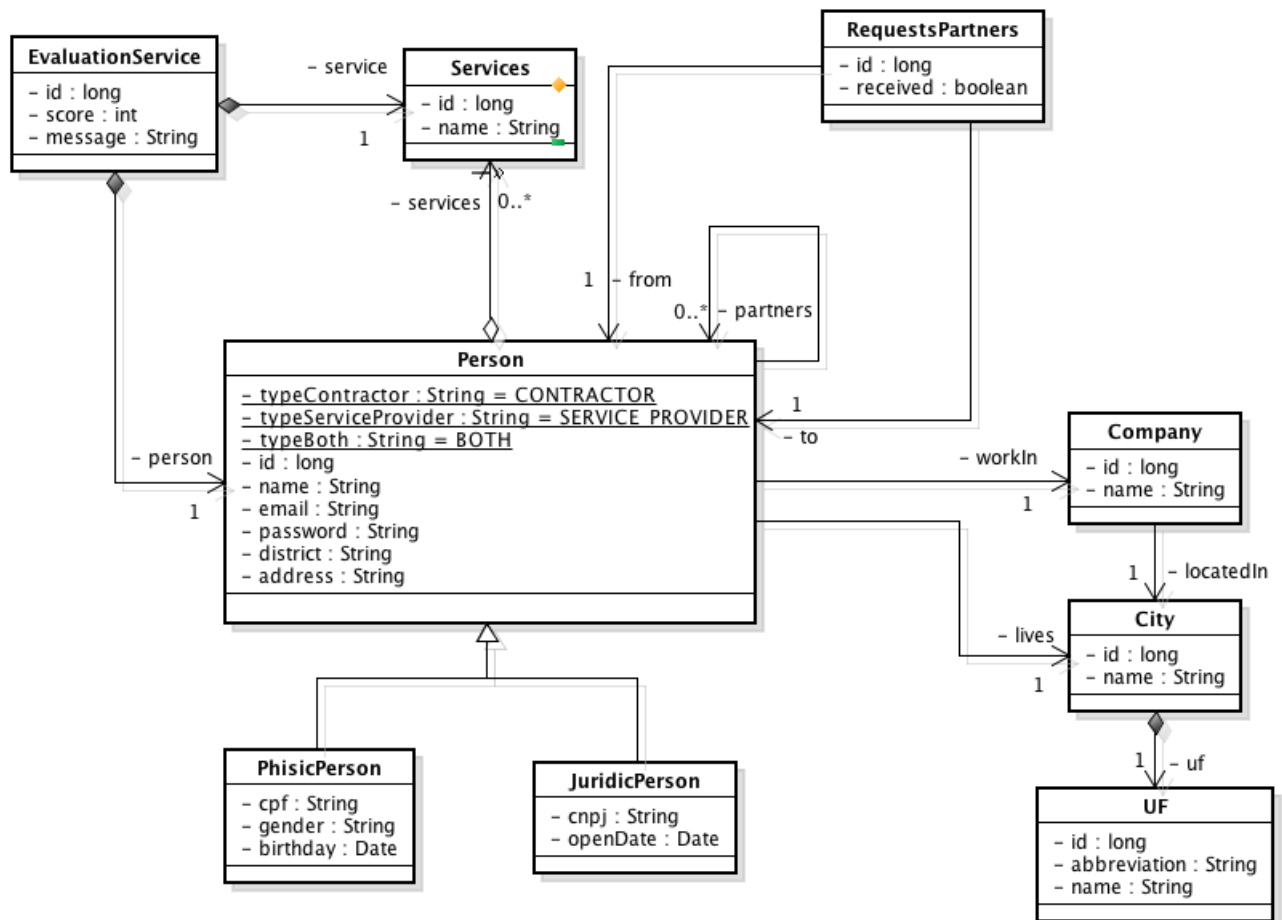 RequestsPartners
- id : long
- received : boolean
EvaluationService
- id : long
- score : int
- message : String
- service
1
Services
- id : long
- name : String
- services
0..*
1
- from
0..*
- partners
Person
- typeContractor : String = CONTRACTOR
- typeServiceProvider : String = SERVICE_PROVIDER
- typeBoth : String = BOTH
- id : long
- name : String
- email : String
- password : String
- district : String
- address : String
1
- to
- person
1
- workIn
1
Company
- id : long
- name : String
1
- locatedIn
- lives
1
City
- id : long
- name : String
1
- uf
PhisicPerson
- cpf : String
- gender : String
- birthday : Date
JuridicPerson
- cnpj : String
- openDate : Date
UF
- id : long
- abbreviation : String
- name : String